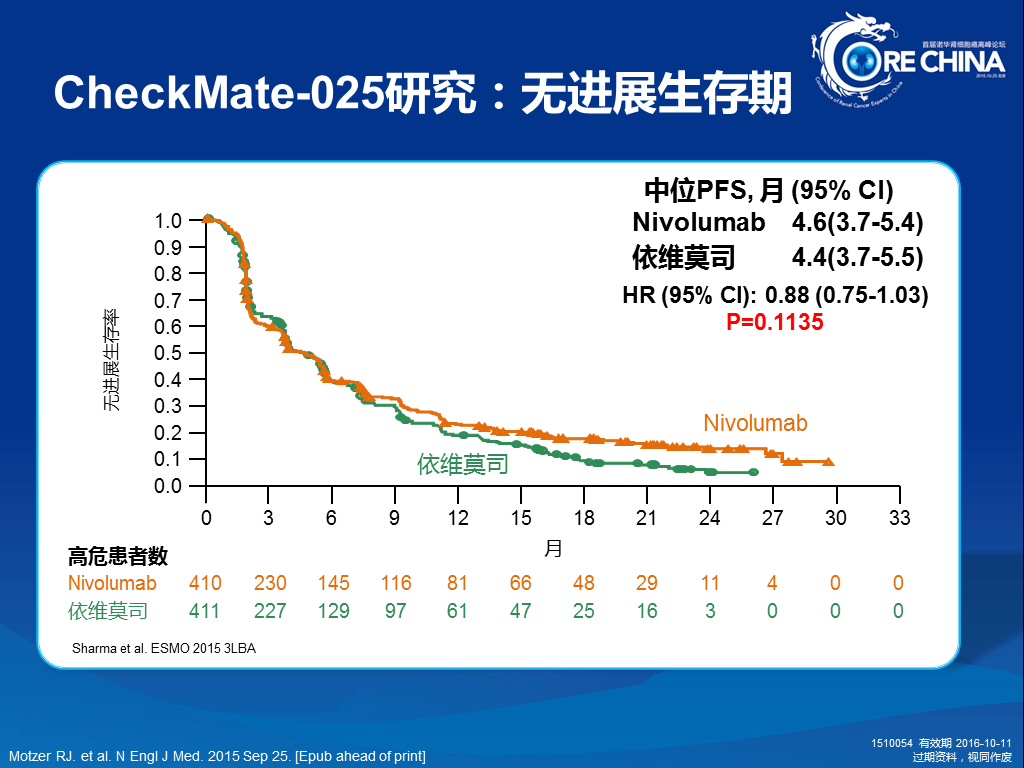 首届诺华肾细胞癌高峰论坛
CORE CHINA
2015.10.25 北京
Conference of Renal Cancer Experts in China
CheckMate-025研究：无进展生存期
中位PFS, 月 (95% CI)
Nivolumab 4.6(3.7-5.4)
依维莫司 4.4(3.7-5.5)
HR (95% CI): 0.88 (0.75-1.03)
P=0.1135
无进展生存率
1.0
0.9
0.8
0.7
0.6
0.5
0.4
0.3
0.2
0.1
0.0
Nivolumab
依维莫司
0 3 6 9 12 15 18 21 24 27 30 33
月
高危患者数
Nivolumab 410 230 145 116 81 66 48 29 11 4 0 0
依维莫司 411 227 129 97 61 47 25 16 3 0 0 0
Sharma et al. ESMO 2015 3LBA
Motzer RJ. et al. N Engl J Med. 2015 Sep 25. [Epub ahead of print]
1510054 有效期 2016-10-11
过期资料，视同作废